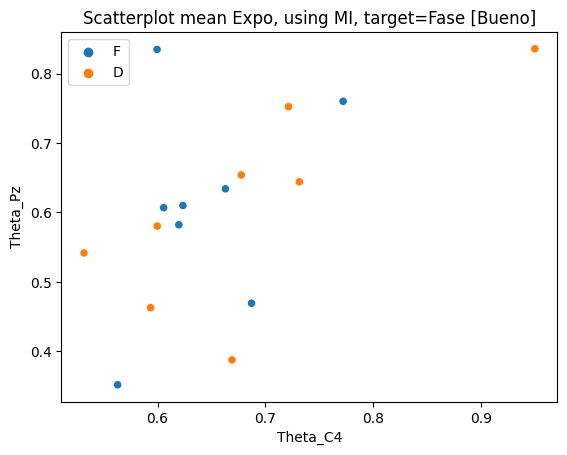 Scatterplot mean Expo, using MI, target=Fase [Bueno]
F
D
0.8
0.7
0.6
0.5
0.4
Theta_Pz
0.6
0.7
0.8
0.9
Theta_C4